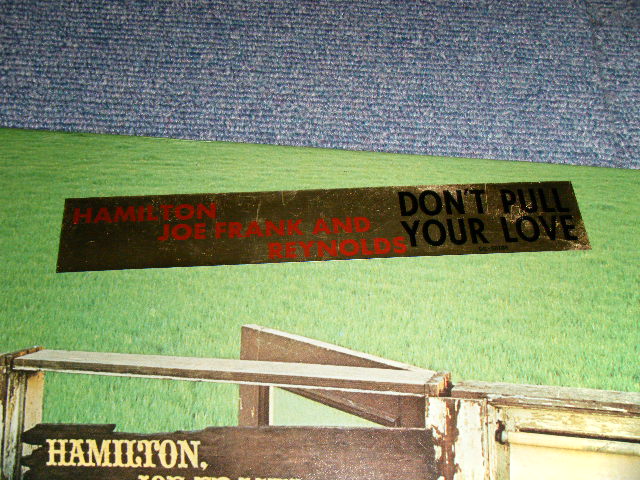 HAMILTON
JOE FRANK AND
REYNOLDS
DON'T PULL
YOUR LOVE
HAMILTON,